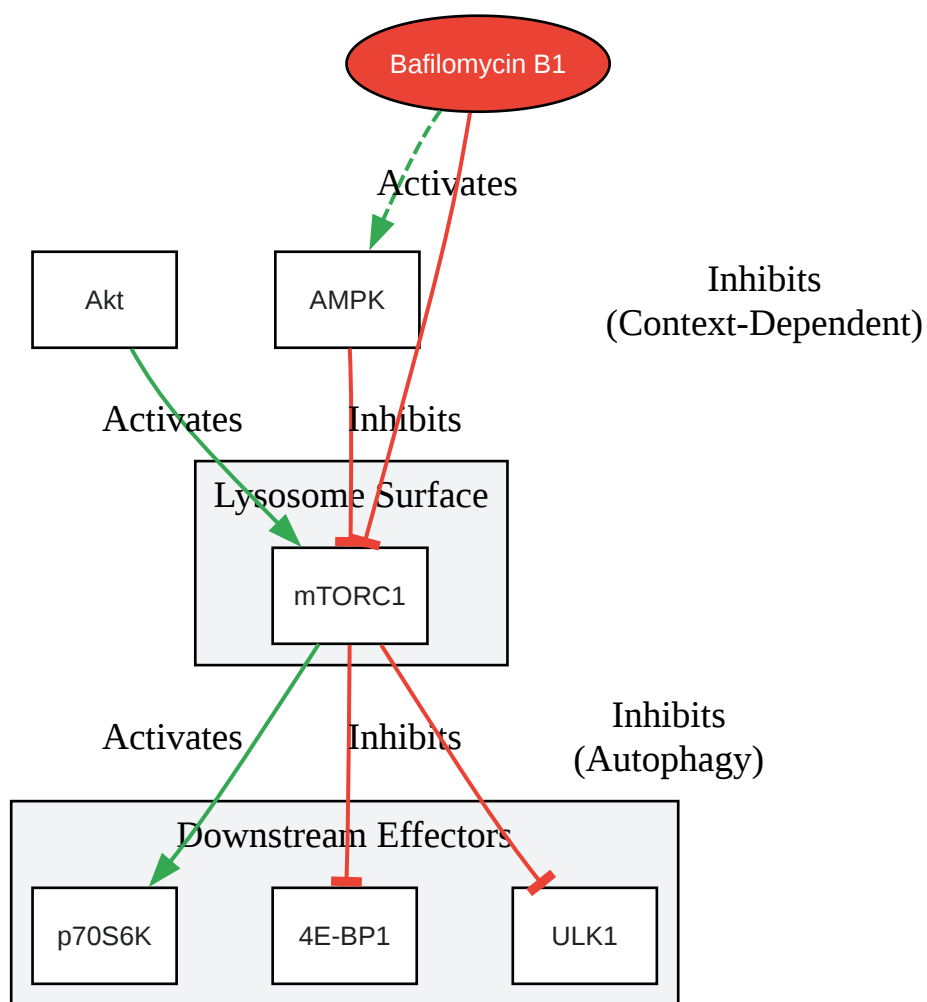 Bafilomycin B1
Activates
Inhibits
(Context-Dependent)
Akt
AMPK
Activates
Inhibits
Lysosome Surface
mTORC1
Inhibits
(Autophagy)
Activates
Inhibits
Downstream Effectors
p70S6K
4E-BP1
ULK1